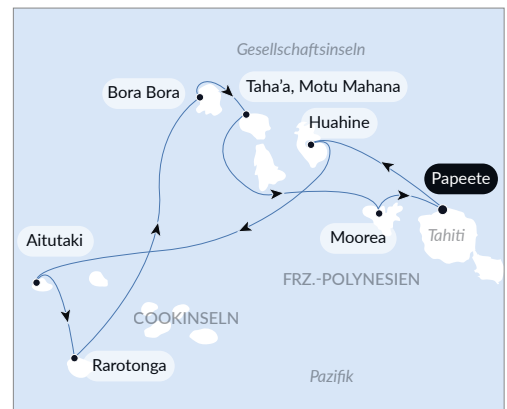 Gesellschaftsinseln
Bora Bora
Taha’a, Motu Mahana
Huahine
Papeete
Aitutaki
Moorea
Tahiti
FRZ.-POLYNESIEN
COOKINSELN
Rarotonga
Pazifik